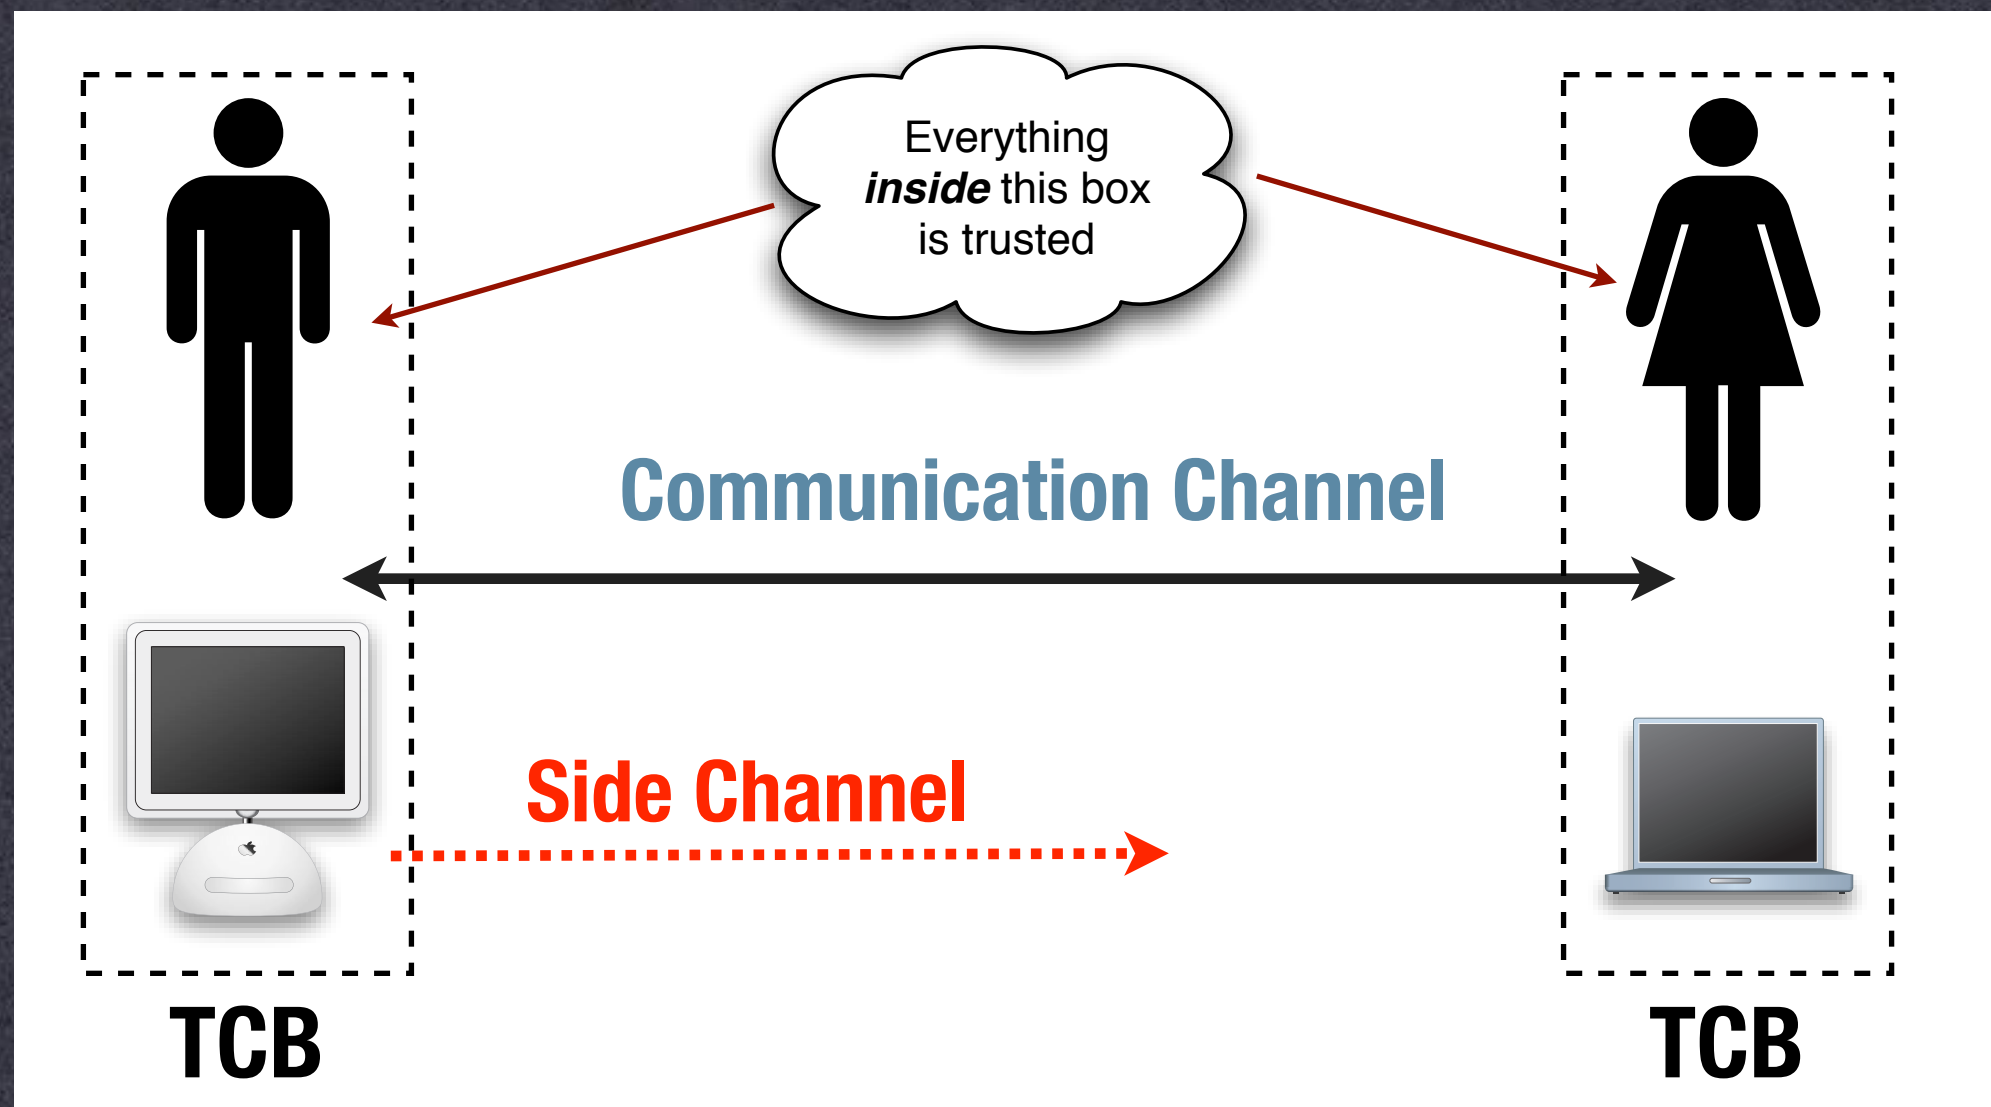 Everything
inside this box
is trusted
Communication Channel
Side Channel
TCB
TCB